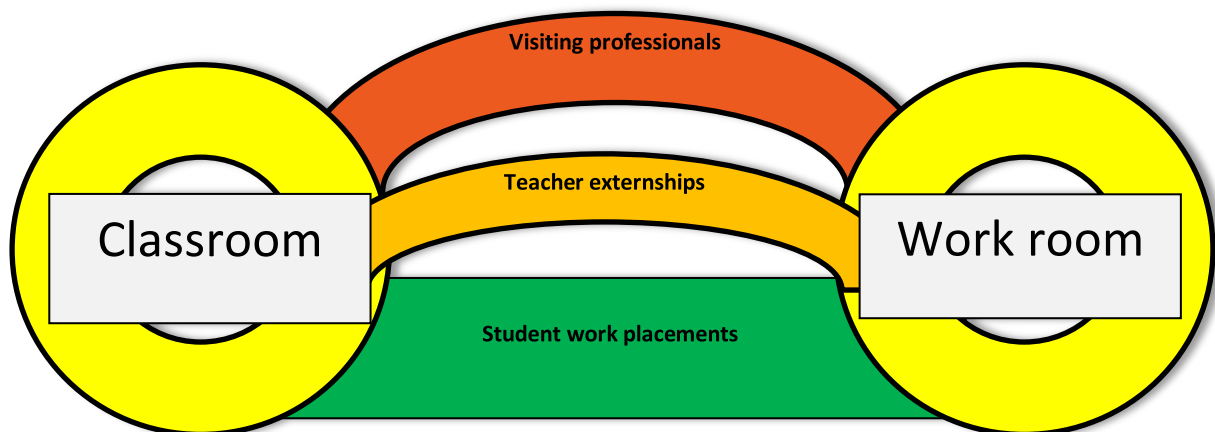 Visiting professionals
Teacher externships
Classroom
Work room
Student work placements